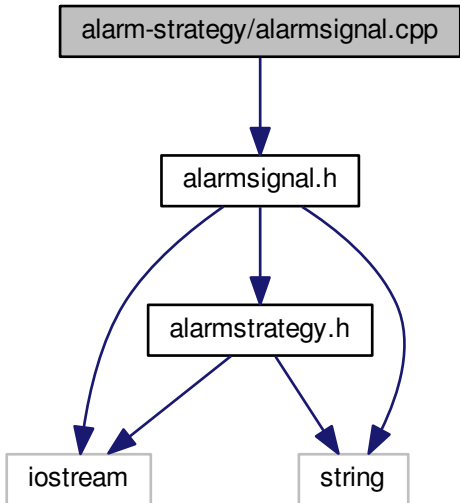 alarm-strategy/alarmsignal.cpp
alarmsignal.h
alarmstrategy.h
iostream
string